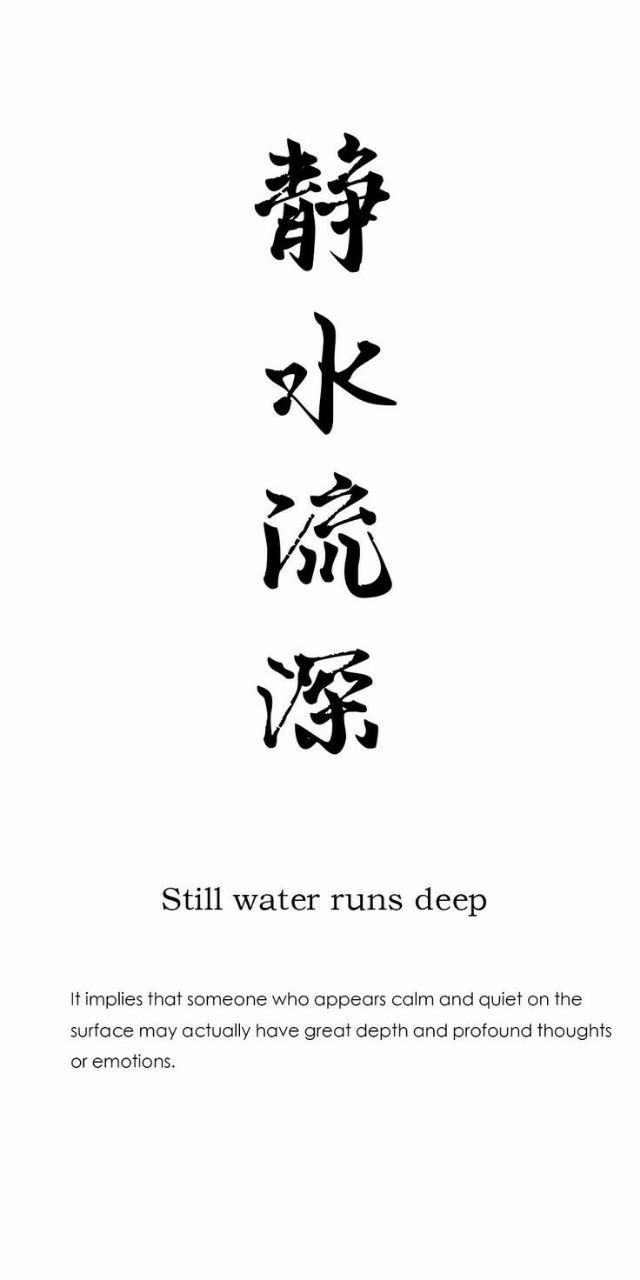 靜
水
流
深
Still water runs deep
It implies that someone who appears calm and quiet on the
surface may actually have great depth and profound thoughts
or emotions.